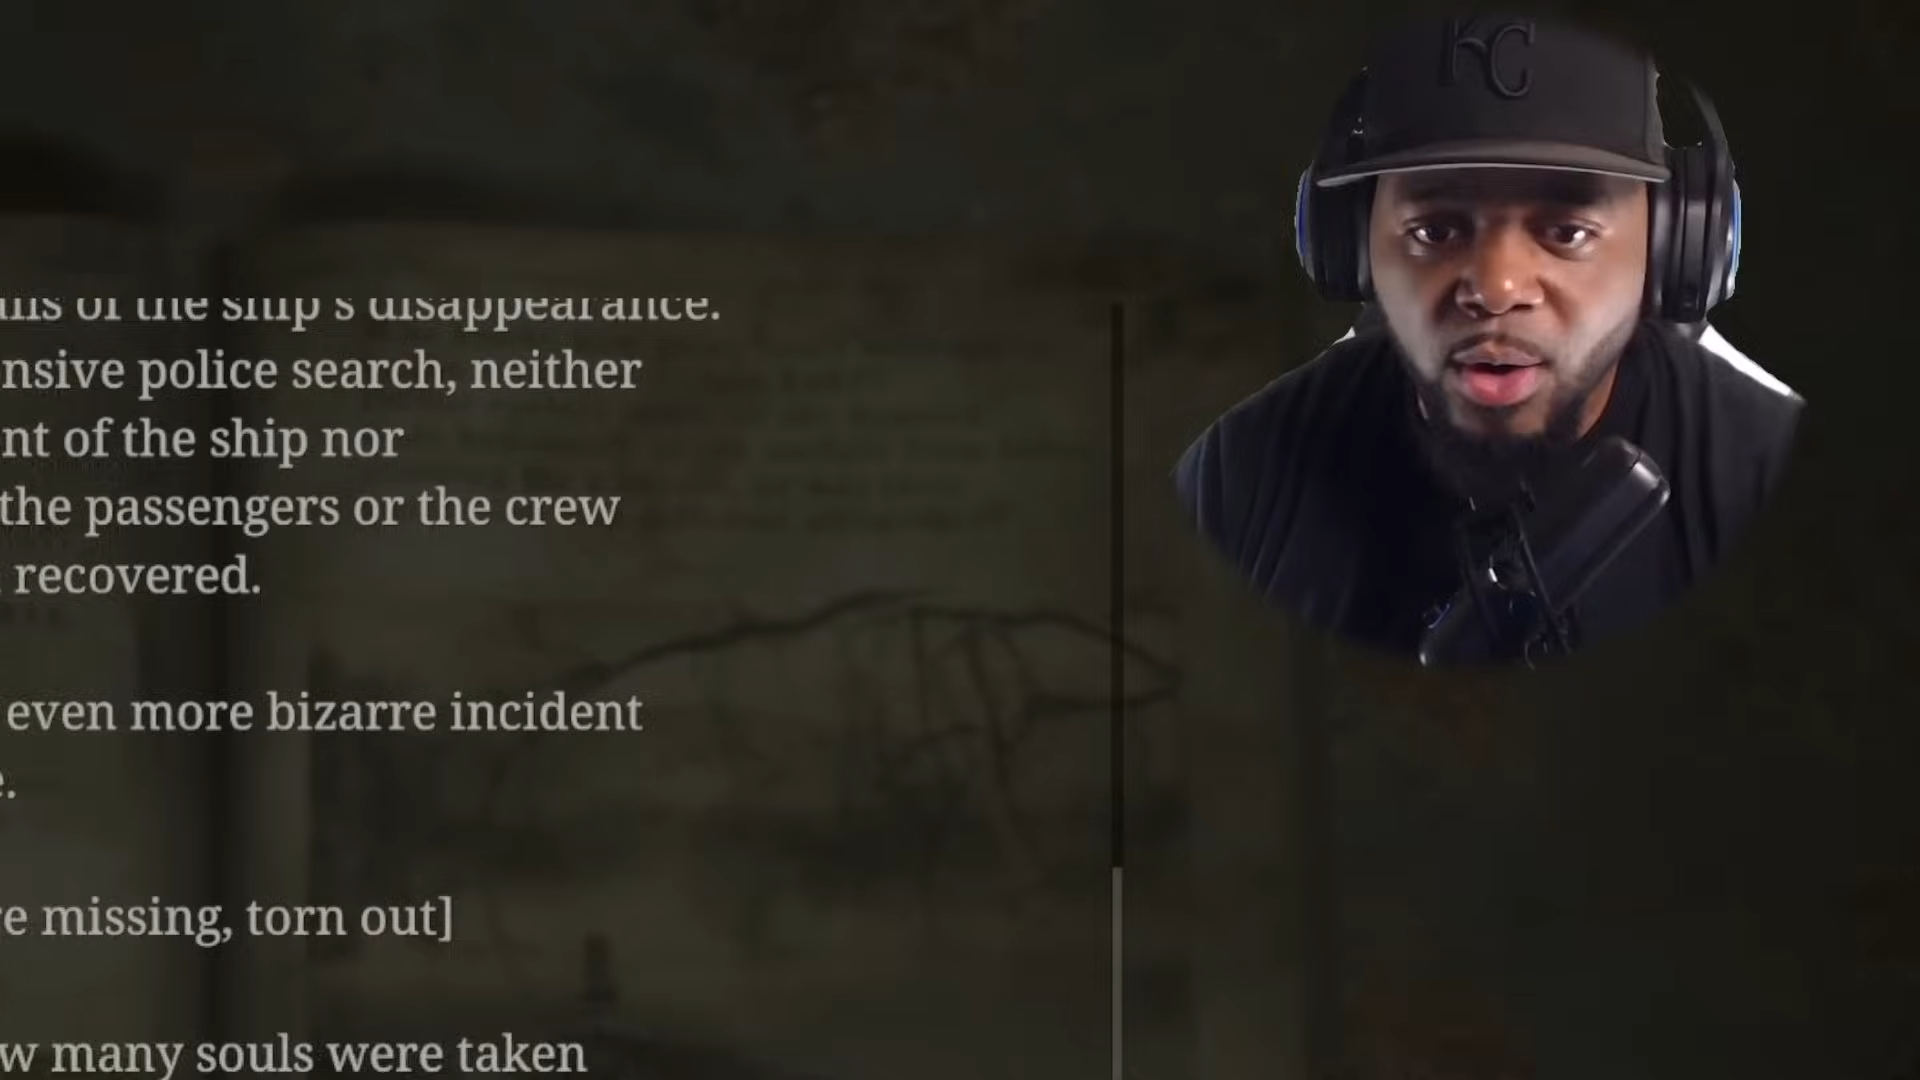 KC
of the ship's disappearance.
nsive police search, neither
nt of the ship nor
the passengers or the crew
recovered.
even more bizarre incident
e.
e missing, torn out]
w many souls were taken